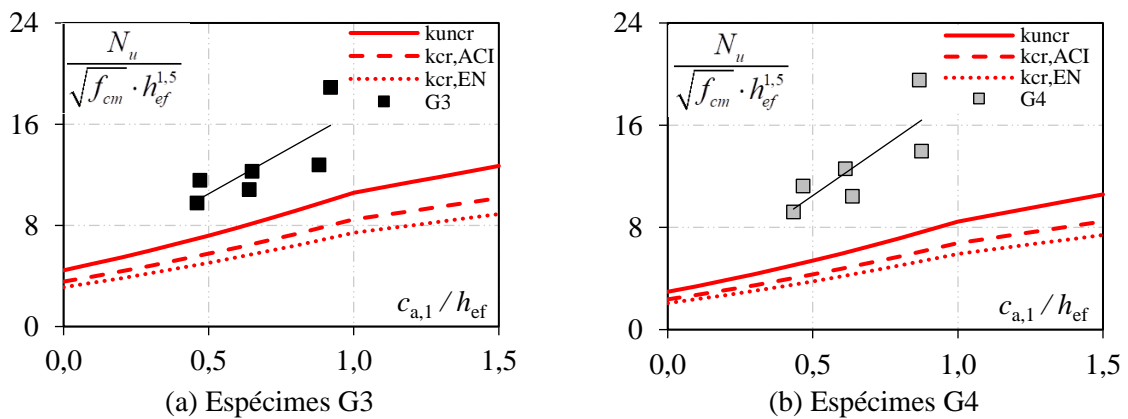 24
16
8
0
N_u / √f_cm · h_ef^1,5
kuncr
kcr,ACI
kcr,EN
G3
c_a,1 / h_ef
0,0 0,5 1,0 1,5
(a) Espécimes G3
24
16
8
0
N_u / √f_cm · h_ef^1,5
kuncr
kcr,ACI
kcr,EN
G4
c_a,1 / h_ef
0,0 0,5 1,0 1,5
(b) Espécimes G4